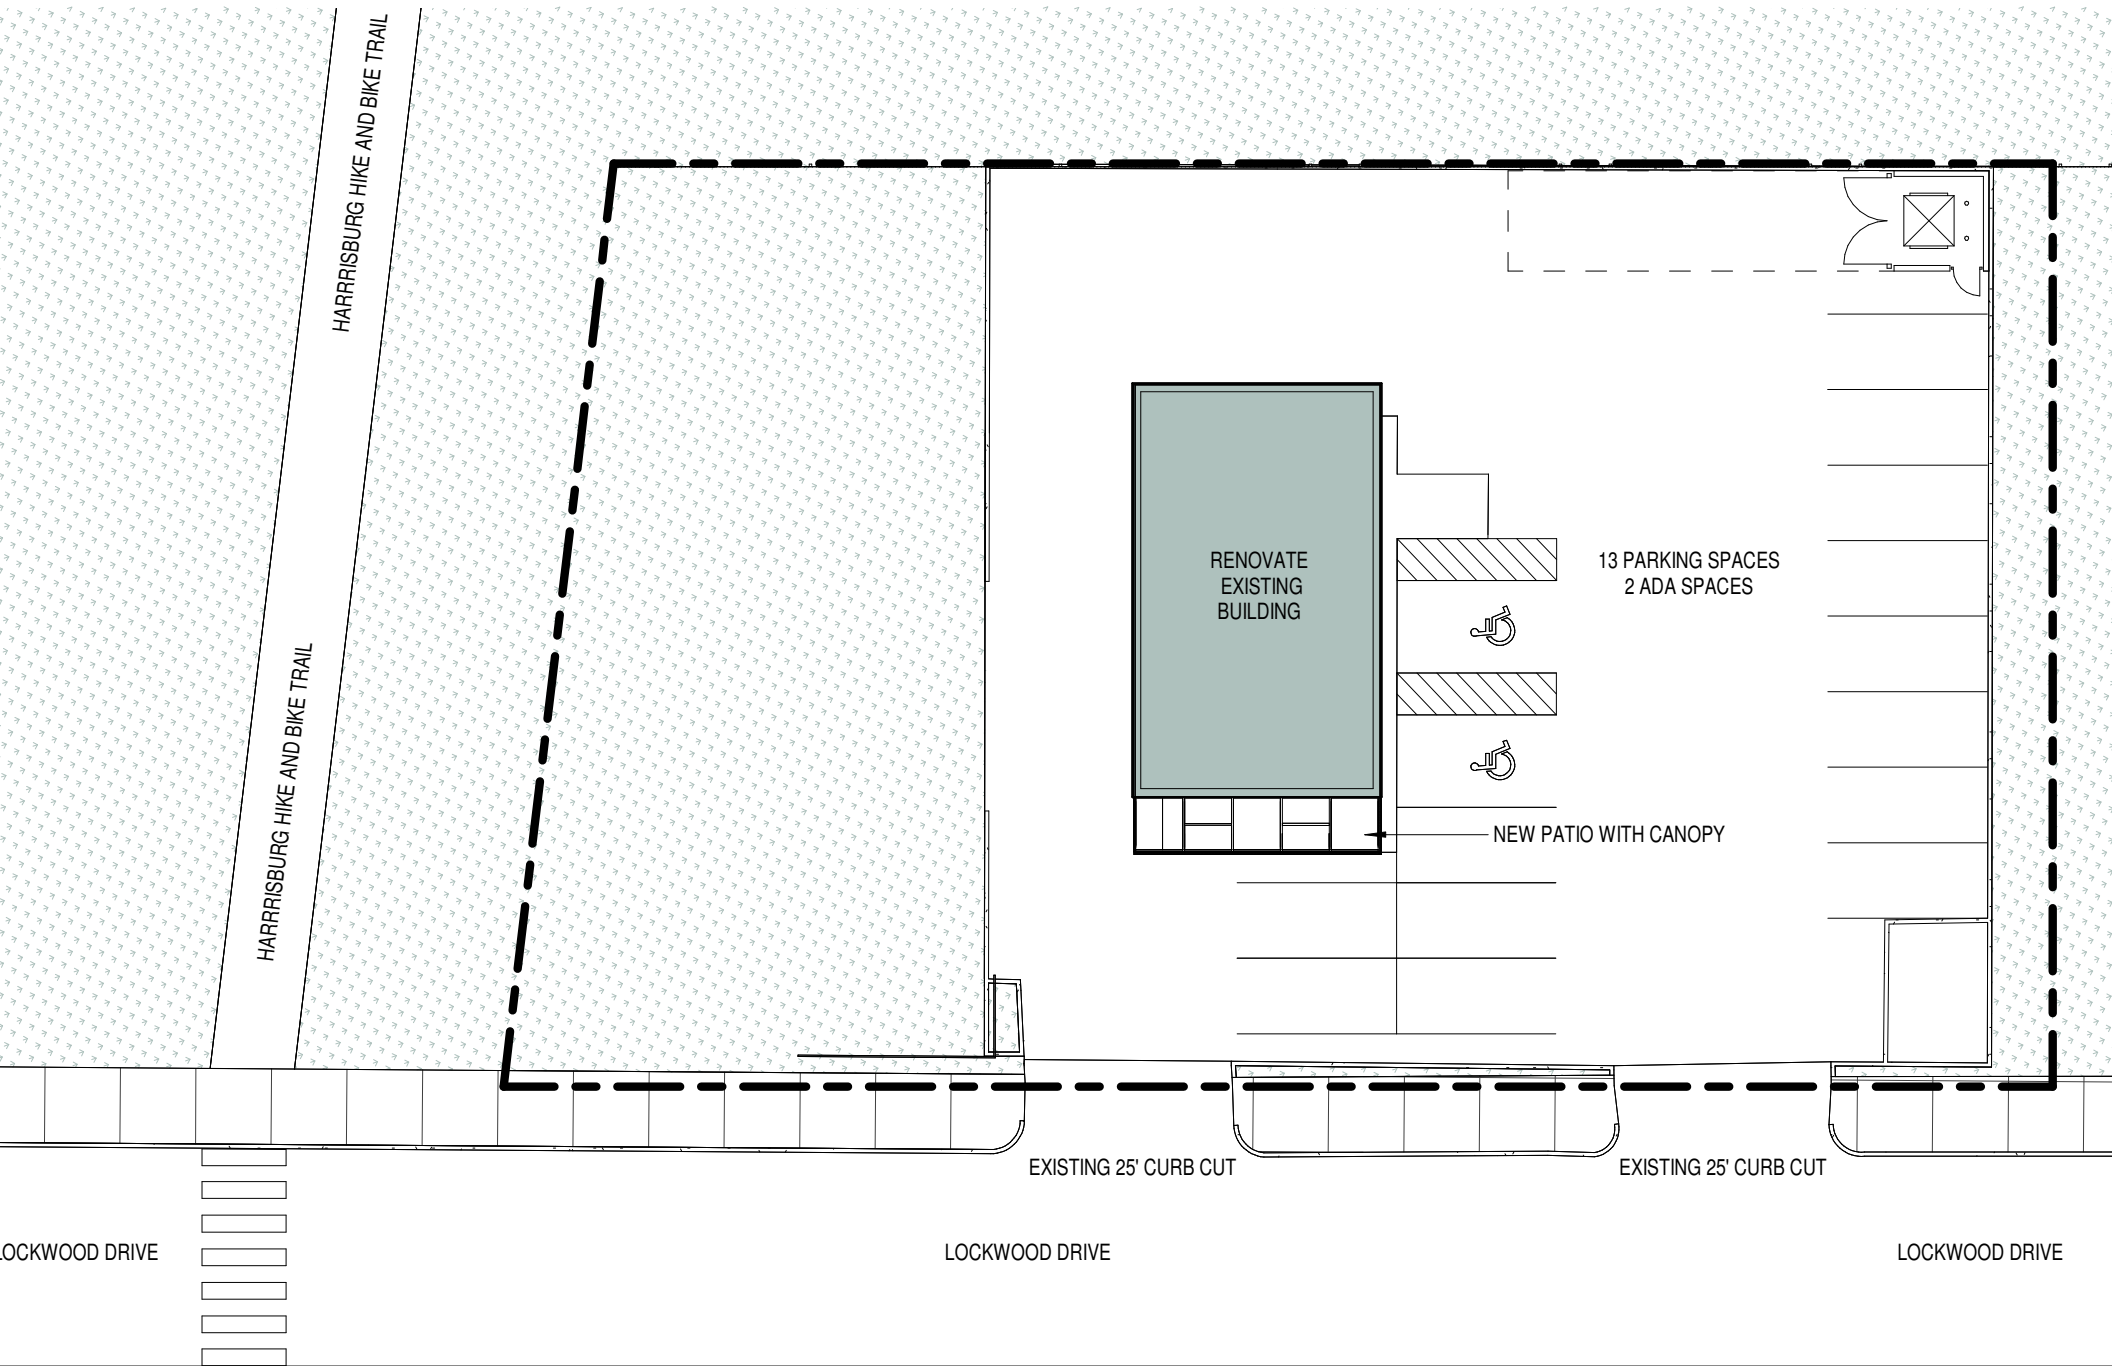 HARRRISBURG HIKE AND BIKE TRAIL
HARRRISBURG HIKE AND BIKE TRAIL
RENOVATE
EXISTING
BUILDING
13 PARKING SPACES
2 ADA SPACES
NEW PATIO WITH CANOPY
EXISTING 25' CURB CUT
EXISTING 25' CURB CUT
LOCKWOOD DRIVE
LOCKWOOD DRIVE
LOCKWOOD DRIVE